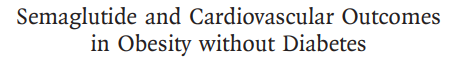 Semaglutide and Cardiovascular Outcomes
in Obesity without Diabetes